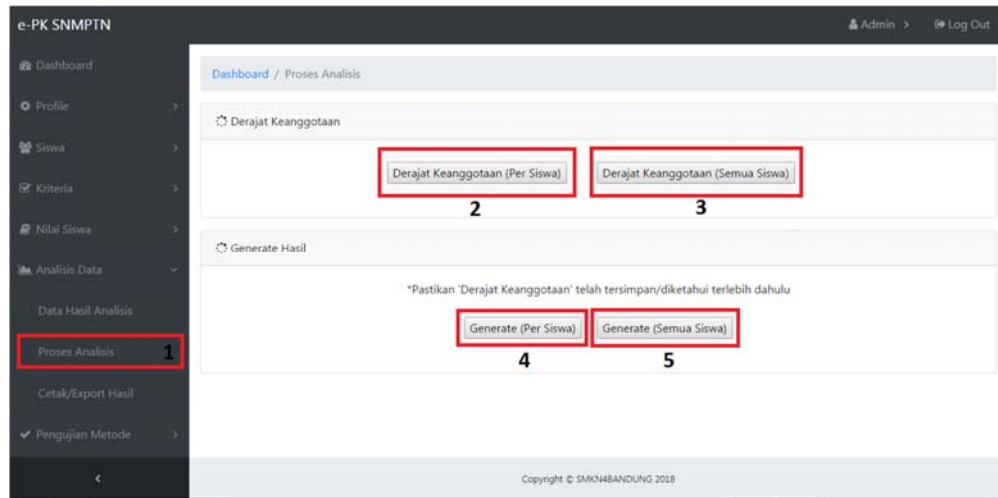 e-PK SNMPTN
Admin > Log Out
Dashboard
Profile >
Siswa >
Kriteria >
Nilai Siswa >
Analisis Data
Data Hasil Analisis
Proses Analisis 1
Cetak/Export Hasil
Pengujian Metode >
<
Dashboard / Proses Analisis
Derajat Keanggotaan
Derajat Keanggotaan (Per Siswa) Derajat Keanggotaan (Semua Siswa)
2 3
Generate Hasil
*Pastikan 'Derajat Keanggotaan' telah tersimpan/diketahui terlebih dahulu
Generate (Per Siswa) Generate (Semua Siswa)
4 5
Copyright © SMKN4BANDUNG 2018